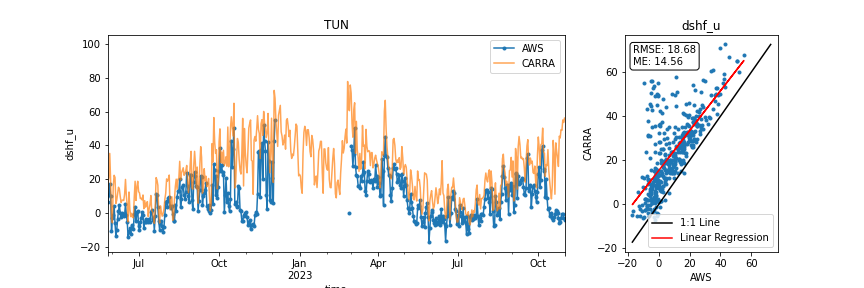 TUN
dshf_u
100
80
60
40
20
0
−20
dshf_u
AWS
CARRA
Jul
Oct
Jan
2023
Apr
Jul
Oct
time
dshf_u
RMSE: 18.68
ME: 14.56
60
40
20
0
−20
CARRA
1:1 Line
Linear Regression
−20
0
20
40
60
AWS